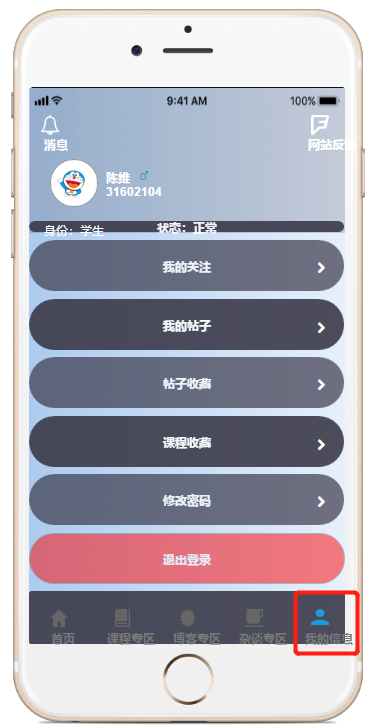 9:41 AM 100%
消息
网站反
陈维
31602104
身份：学生 状态：正常
我的关注
我的帖子
帖子收藏
课程收藏
修改密码
退出登录
首页 课程专区 博客专区 杂谈专区 我的信息